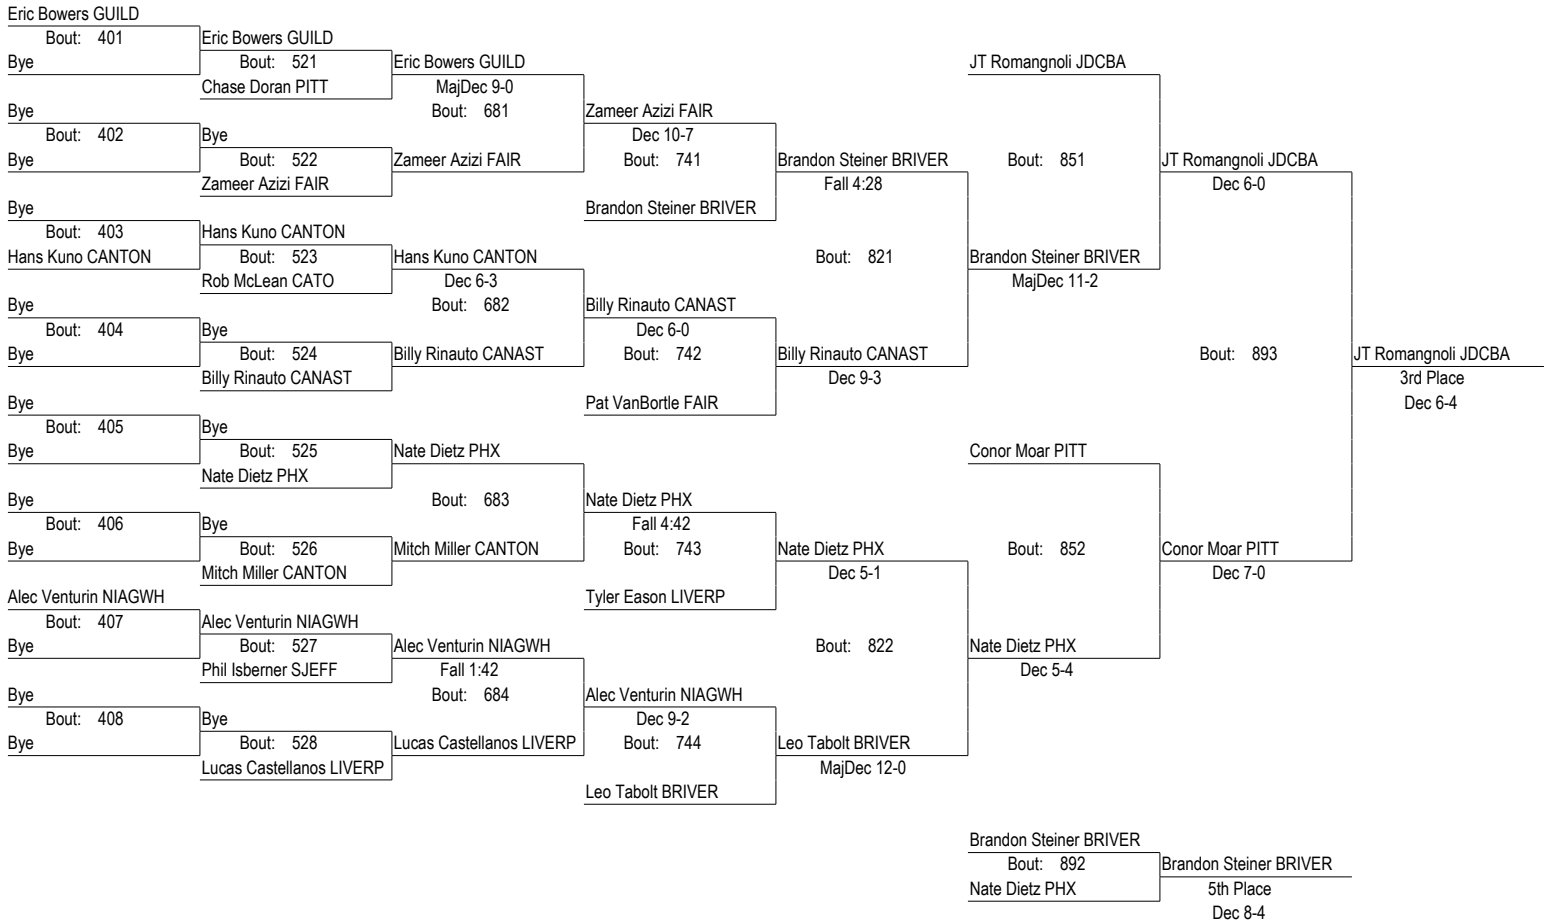 Eric Bowers GUILD
Bout: 401
Bye
Bye
Bout: 402
Bye
Bye
Bout: 403
Hans Kuno CANTON
Bye
Bout: 404
Bye
Bye
Bout: 405
Bye
Bye
Bout: 406
Bye
Alec Venturin NIAGWH
Bout: 407
Bye
Bye
Bout: 408
Bye
Eric Bowers GUILD
Bout: 521
Chase Doran PITT
Bye
Bout: 522
Zameer Azizi FAIR
Hans Kuno CANTON
Bout: 523
Rob McLean CATO
Bye
Bout: 524
Billy Rinauto CANAST
Bye
Bout: 525
Nate Dietz PHX
Bye
Bout: 526
Mitch Miller CANTON
Alec Venturin NIAGWH
Bout: 527
Phil Isberner SJEFF
Bye
Bout: 528
Lucas Castellanos LIVERP
Eric Bowers GUILD
MajDec 9-0
Bout: 681
Zameer Azizi FAIR
Hans Kuno CANTON
Dec 6-3
Bout: 682
Billy Rinauto CANAST
Nate Dietz PHX
Bout: 683
Mitch Miller CANTON
Alec Venturin NIAGWH
Fall 1:42
Bout: 684
Lucas Castellanos LIVERP
Zameer Azizi FAIR
Dec 10-7
Bout: 741
Brandon Steiner BRIVER
Billy Rinauto CANAST
Dec 6-0
Bout: 742
Pat VanBortle FAIR
Nate Dietz PHX
Fall 4:42
Bout: 743
Tyler Eason LIVERP
Alec Venturin NIAGWH
Dec 9-2
Bout: 744
Leo Tabolt BRIVER
Brandon Steiner BRIVER
Fall 4:28
Bout: 821
Billy Rinauto CANAST
Dec 9-3
Nate Dietz PHX
Dec 5-1
Bout: 822
Leo Tabolt BRIVER
MajDec 12-0
JT Romangnoli JDCBA
Bout: 851
Brandon Steiner BRIVER
MajDec 11-2
Conor Moar PITT
Bout: 852
Nate Dietz PHX
Dec 5-4
JT Romangnoli JDCBA
Dec 6-0
Bout: 893
Conor Moar PITT
Dec 7-0
JT Romangnoli JDCBA
3rd Place
Dec 6-4
Brandon Steiner BRIVER
Bout: 892
Nate Dietz PHX
Brandon Steiner BRIVER
5th Place
Dec 8-4